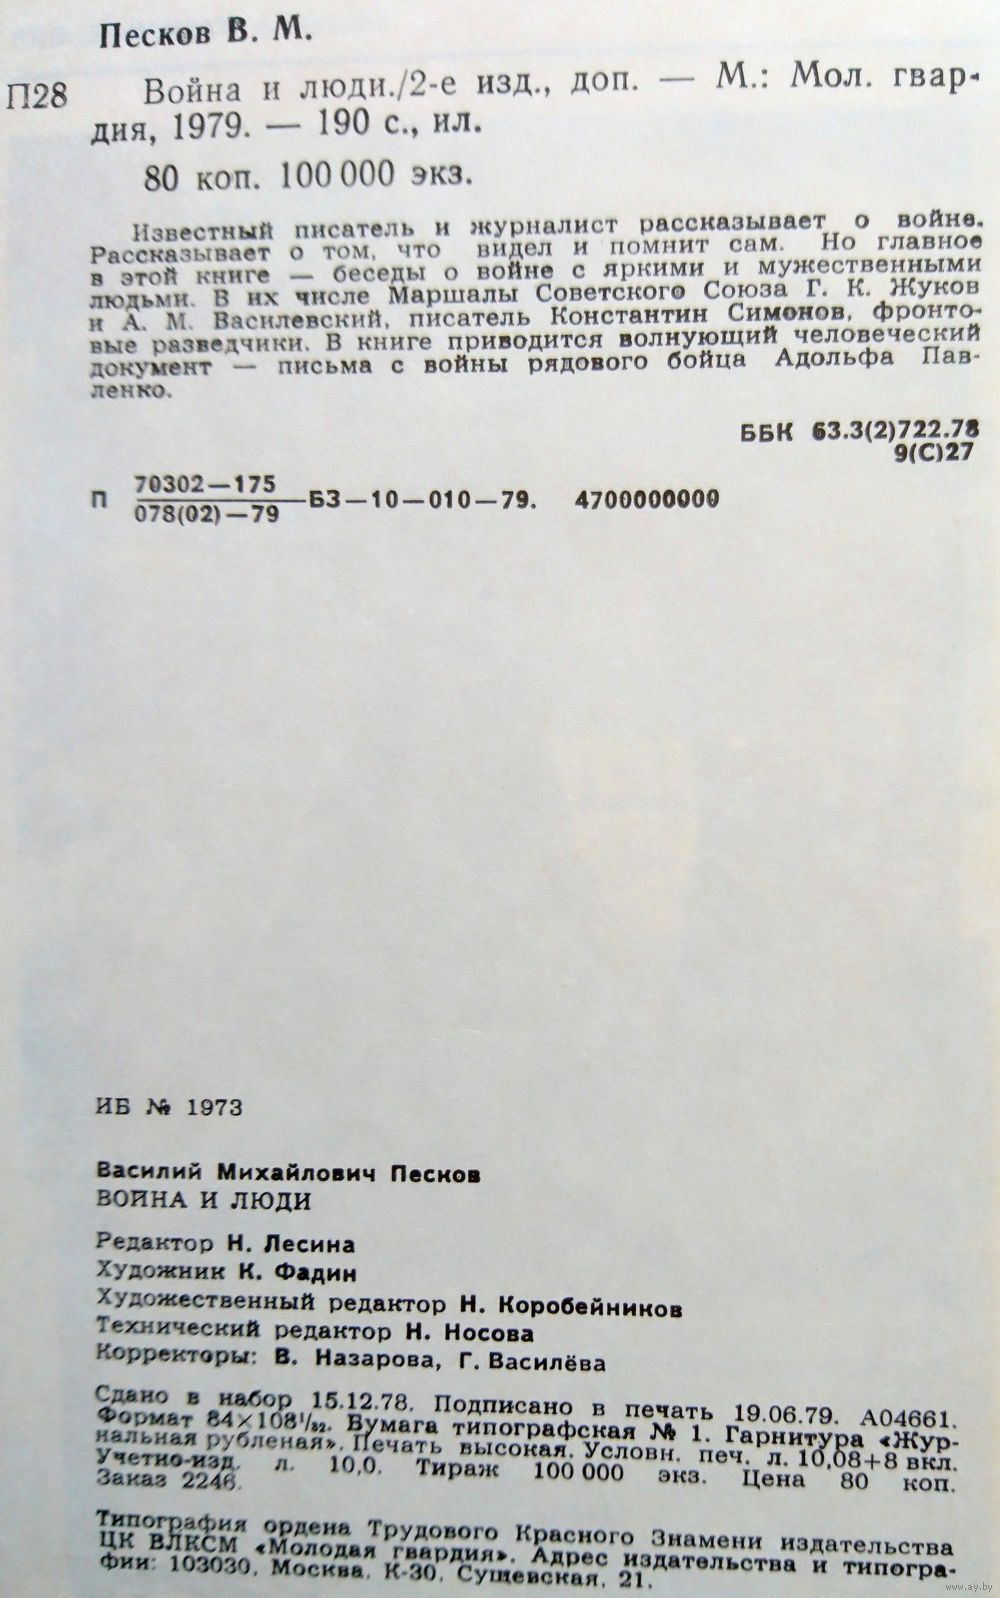 Песков В. М.
П28 Война и люди./2-е изд., доп. — М.: Мол. гвар-
дия, 1979. — 190 с., ил.
80 коп. 100 000 экз.
Известный писатель и журналист рассказывает о войне.
Рассказывает о том, что видел и помнит сам. Но главное
в этой книге — беседы о войне с яркими и мужественными
людьми. В их числе Маршалы Советского Союза Г. К. Жуков
и А. М. Василевский, писатель Константин Симонов, фронто-
вые разведчики. В книге приводится волнующий человеческий
документ — письма с войны рядового бойца Адольфа Пав-
ленко.
ББК 63.3(2)722.78
9(С)27
П 70302—175
078(02)—79 —БЗ—10—010—79. 4700000000
ИБ № 1973
Василий Михайлович Песков
ВОЙНА И ЛЮДИ
Редактор Н. Лесина
Художник К. Фадин
Художественный редактор Н. Коробейников
Технический редактор Н. Носова
Корректоры: В. Назарова, Г. Василёва
Сдано в набор 15.12.78. Подписано в печать 19.06.79. А04661.
Формат 84×108¹/₃₂. Бумага типографская № 1. Гарнитура «Жур-
нальная рубленая». Печать высокая. Условн. печ. л. 10,08+8 вкл.
Учетно-изд. л. 10,0. Тираж 100 000 экз. Цена 80 коп.
Заказ 2246.
Типография ордена Трудового Красного Знамени издательства
ЦК ВЛКСМ «Молодая гвардия». Адрес издательства и типогра-
фии: 103030, Москва, К-30, Сущевская, 21.
www.ay.by